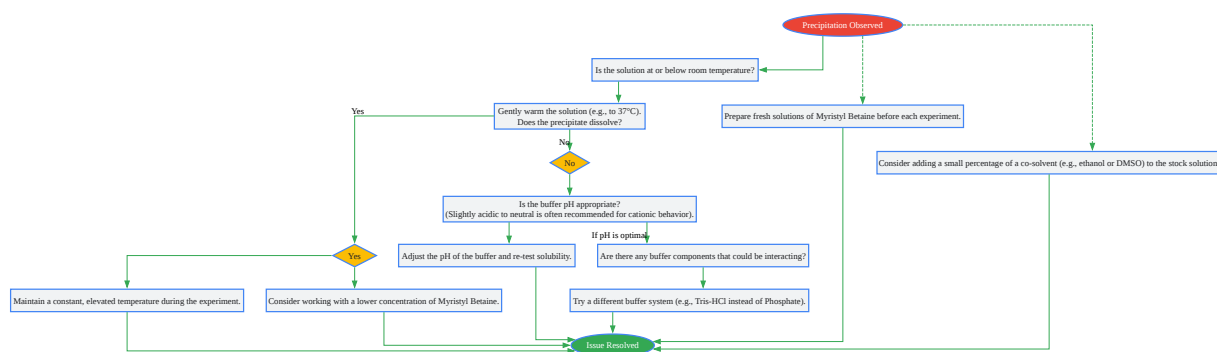 Precipitation Observed
Is the solution at or below room temperature?
Yes
Gently warm the solution (e.g., to 37°C).
Does the precipitate dissolve?
Prepare fresh solutions of Myristyl Betaine before each experiment.
No
No
Consider adding a small percentage of a co-solvent (e.g., ethanol or DMSO) to the stock solution
Is the buffer pH appropriate?
(Slightly acidic to neutral is often recommended for cationic behavior).
If pH is optimal
Yes
Adjust the pH of the buffer and re-test solubility.
Are there any buffer components that could be interacting?
Maintain a constant, elevated temperature during the experiment.
Consider working with a lower concentration of Myristyl Betaine.
Try a different buffer system (e.g., Tris-HCl instead of Phosphate).
Issue Resolved